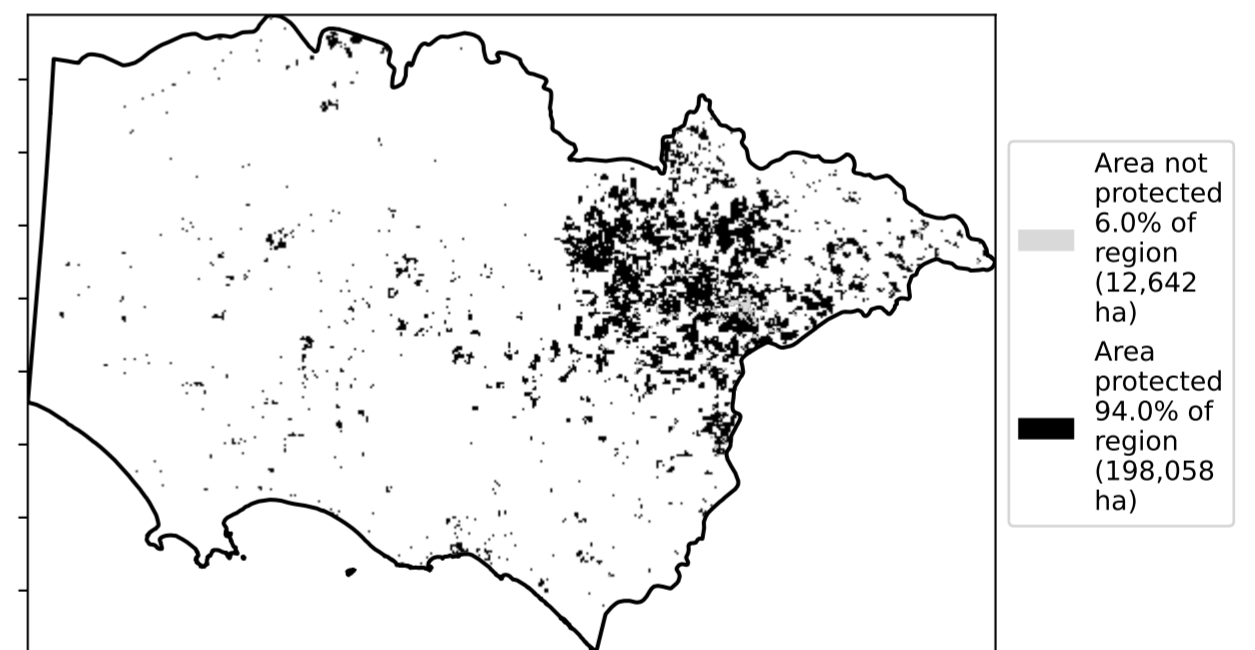 Area not
protected
6.0% of
region
(12,642
ha)
Area
protected
94.0% of
region
(198,058
ha)